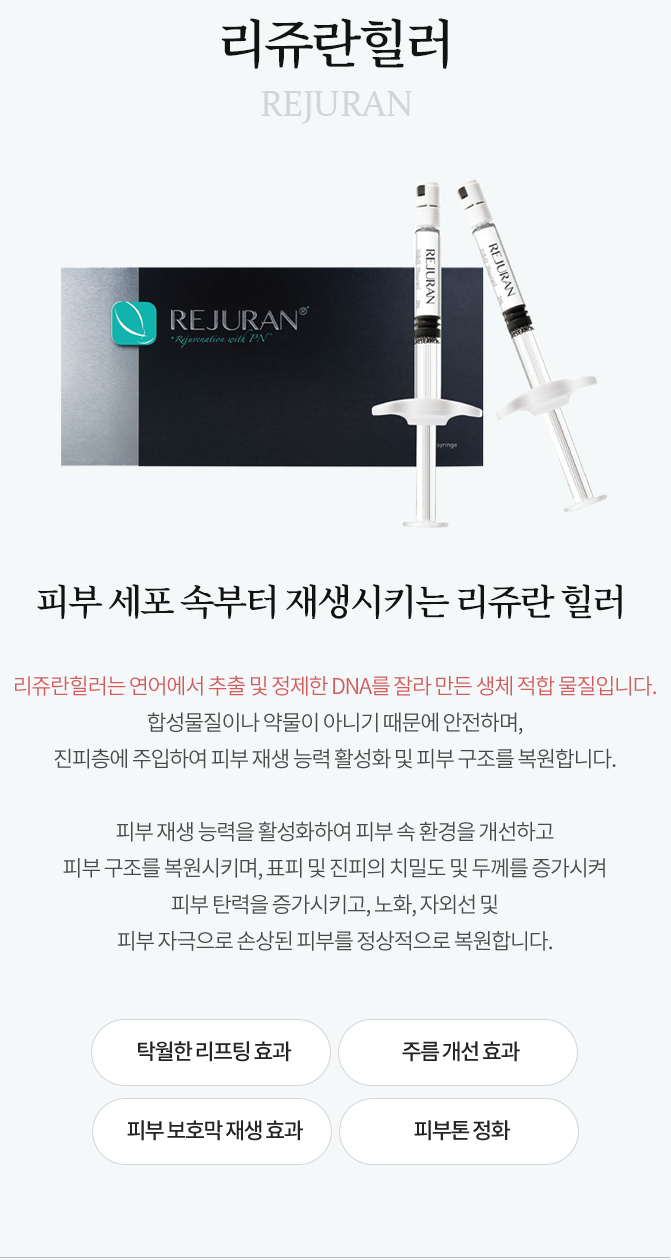 리쥬란힐러
REJURAN
REJURAN®
Rejuvenation with PN
REJURAN
REJURAN
syringe
피부 세포 속부터 재생시키는 리쥬란 힐러
리쥬란힐러는 연어에서 추출 및 정제한 DNA를 잘라 만든 생체 적합 물질입니다.
합성물질이나 약물이 아니기 때문에 안전하며,
진피층에 주입하여 피부 재생 능력 활성화 및 피부 구조를 복원합니다.
피부 재생 능력을 활성화하여 피부 속 환경을 개선하고
피부 구조를 복원시키며, 표피 및 진피의 치밀도 및 두께를 증가시켜
피부 탄력을 증가시키고, 노화, 자외선 및
피부 자극으로 손상된 피부를 정상적으로 복원합니다.
탁월한 리프팅 효과
주름 개선 효과
피부 보호막 재생 효과
피부톤 정화